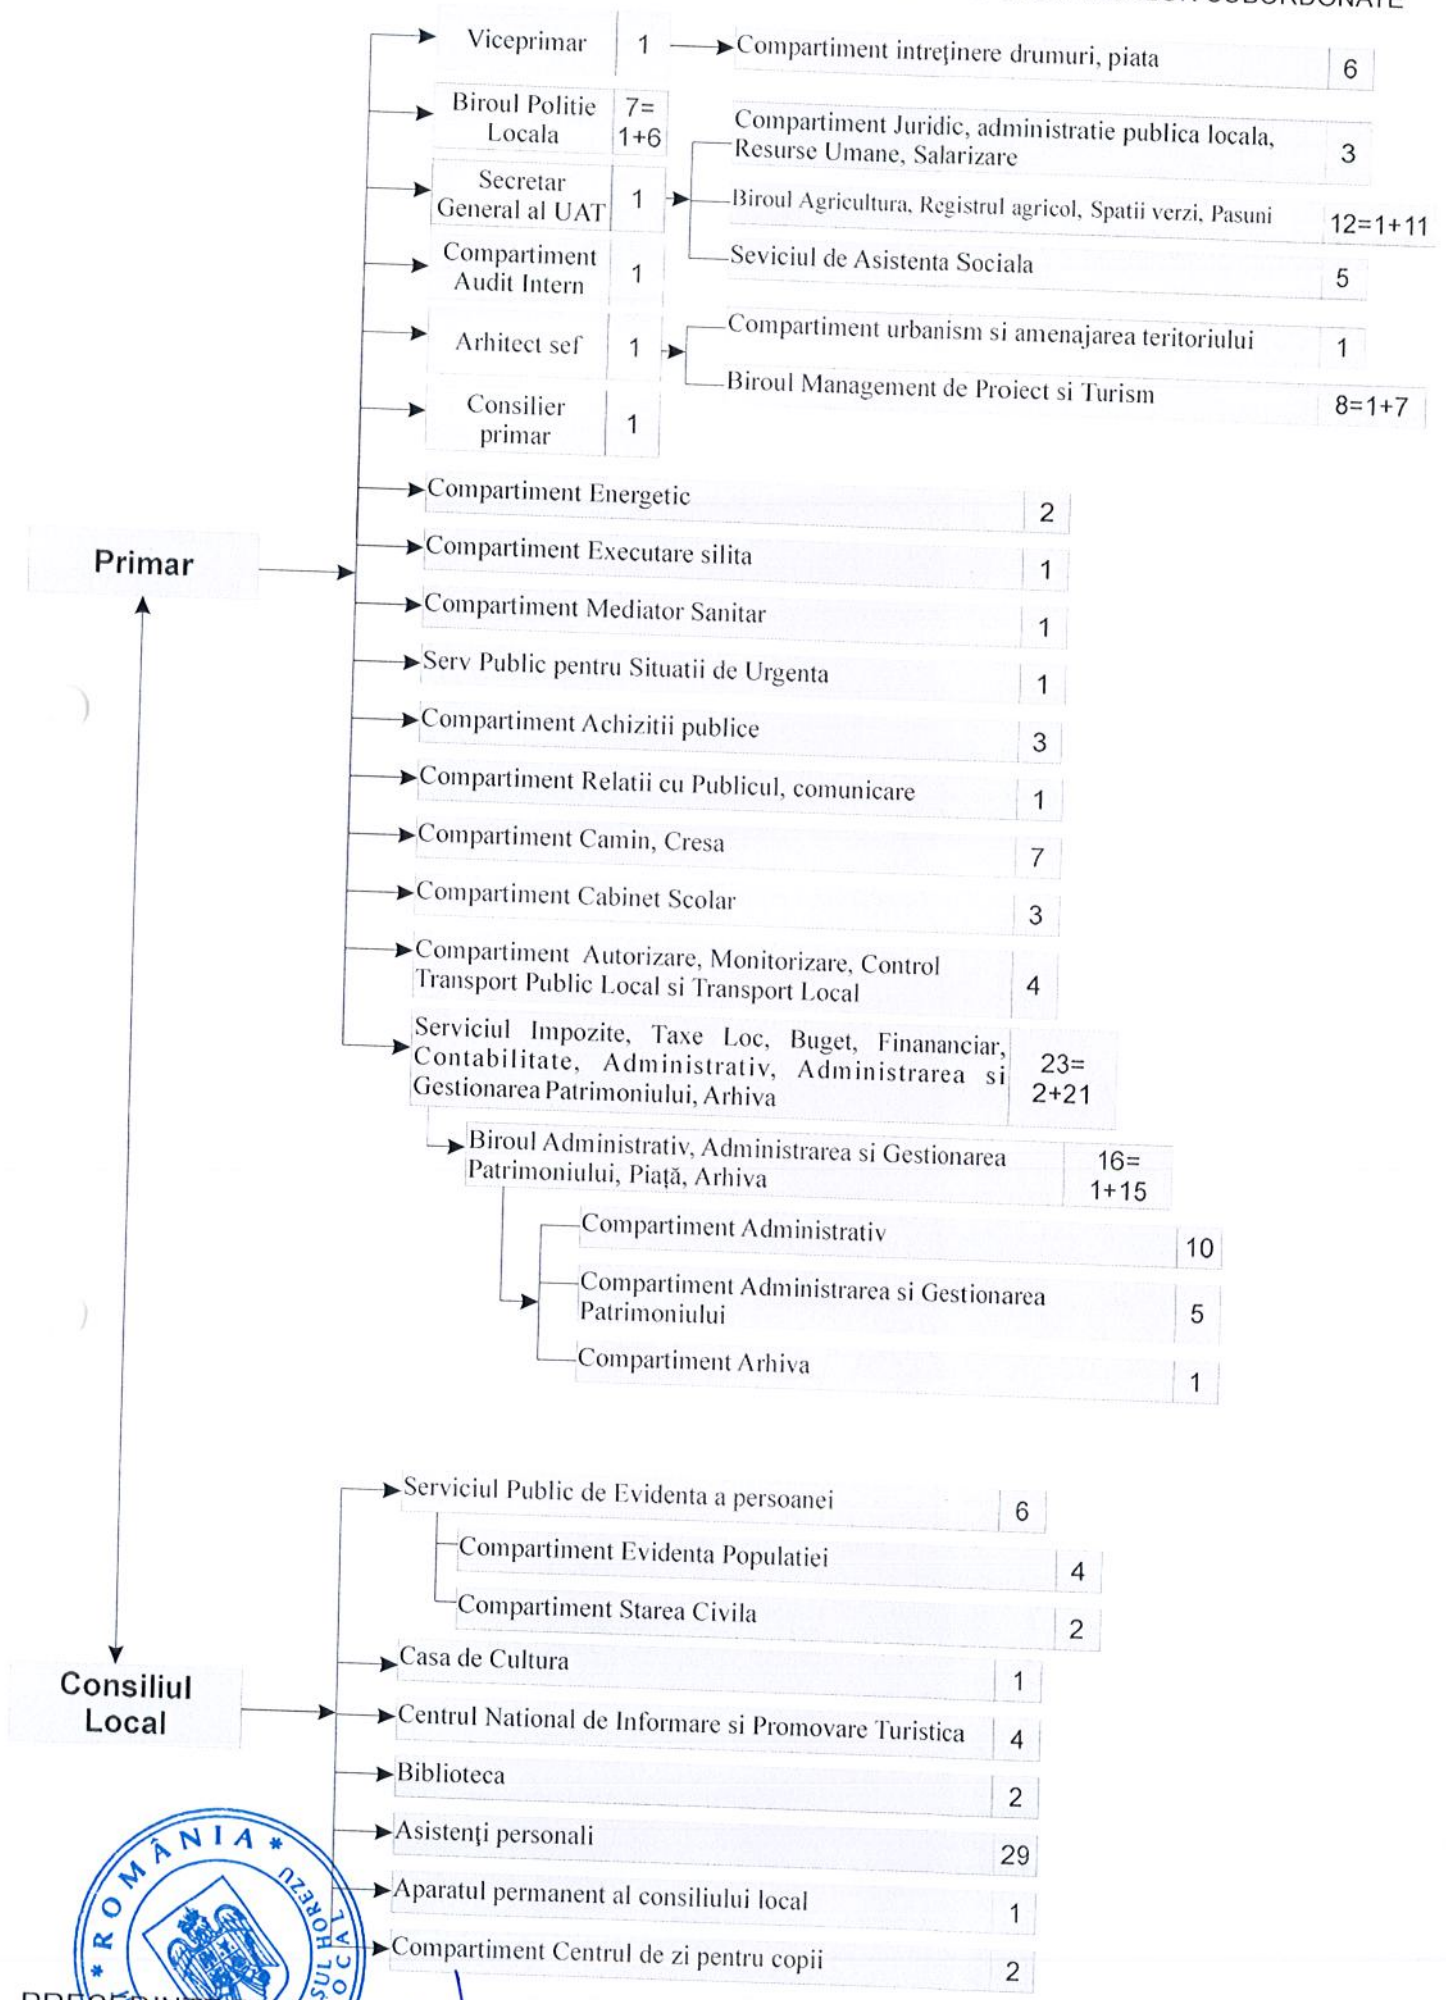 SUBORDONATE
Viceprimar 1
Compartiment intreţinere drumuri, piata 6
Biroul Politie 7=
Locala 1+6
Compartiment Juridic, administratie publica locala,
Resurse Umane, Salarizare 3
Secretar
General al UAT 1
Biroul Agricultura, Registrul agricol, Spatii verzi, Pasuni 12=1+11
Seviciul de Asistenta Sociala 5
Compartiment
Audit Intern 1
Arhitect sef 1
Compartiment urbanism si amenajarea teritoriului 1
Biroul Management de Proiect si Turism 8=1+7
Consilier
primar 1
Compartiment Energetic 2
Primar
Compartiment Executare silita 1
Compartiment Mediator Sanitar 1
Serv Public pentru Situatii de Urgenta 1
Compartiment Achizitii publice 3
Compartiment Relatii cu Publicul, comunicare 1
Compartiment Camin, Cresa 7
Compartiment Cabinet Scolar 3
Compartiment Autorizare, Monitorizare, Control
Transport Public Local si Transport Local 4
Serviciul Impozite, Taxe Loc, Buget, Finananciar,
Contabilitate, Administrativ, Administrarea si 23=
Gestionarea Patrimoniului, Arhiva 2+21
Biroul Administrativ, Administrarea si Gestionarea 16=
Patrimoniului, Piaţă, Arhiva 1+15
Compartiment Administrativ 10
Compartiment Administrarea si Gestionarea
Patrimoniului 5
Compartiment Arhiva 1
Serviciul Public de Evidenta a persoanei 6
Compartiment Evidenta Populatiei 4
Compartiment Starea Civila 2
Casa de Cultura 1
Consiliul
Local
Centrul National de Informare si Promovare Turistica 4
Biblioteca 2
Asistenţi personali 29
Aparatul permanent al consiliului local 1
Compartiment Centrul de zi pentru copii 2
* ROMÂNIA *
HOREZU